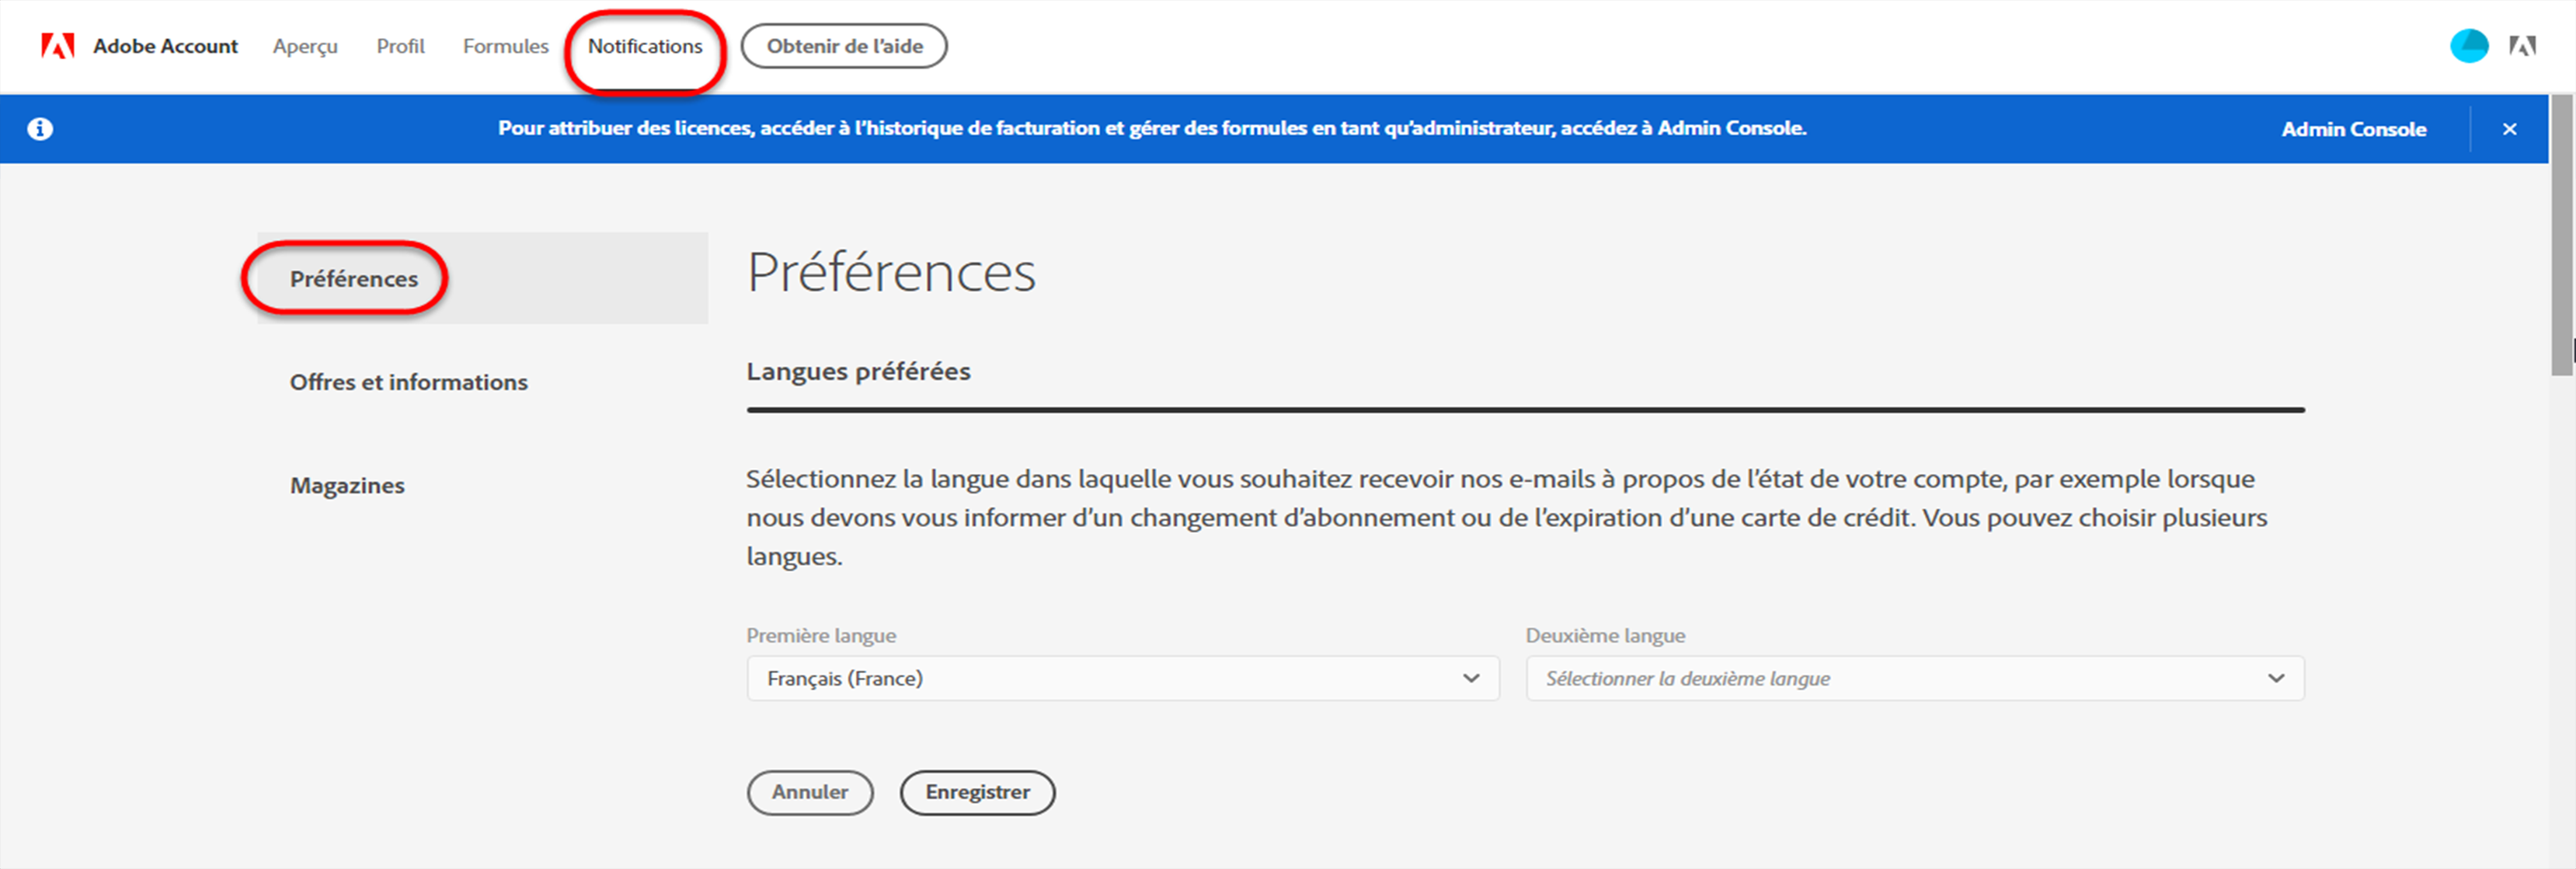 Adobe Account Aperçu Profil Formules Notifications Obtenir de l'aide
Pour attribuer des licences, accéder à l'historique de facturation et gérer des formules en tant qu'administrateur, accédez à Admin Console. Admin Console
Préférences
Offres et informations
Magazines
Préférences
Langues préférées
Sélectionnez la langue dans laquelle vous souhaitez recevoir nos e-mails à propos de l'état de votre compte, par exemple lorsque
nous devons vous informer d'un changement d'abonnement ou de l'expiration d'une carte de crédit. Vous pouvez choisir plusieurs
langues.
Première langue Deuxième langue
Français (France) Sélectionner la deuxième langue
Annuler Enregistrer